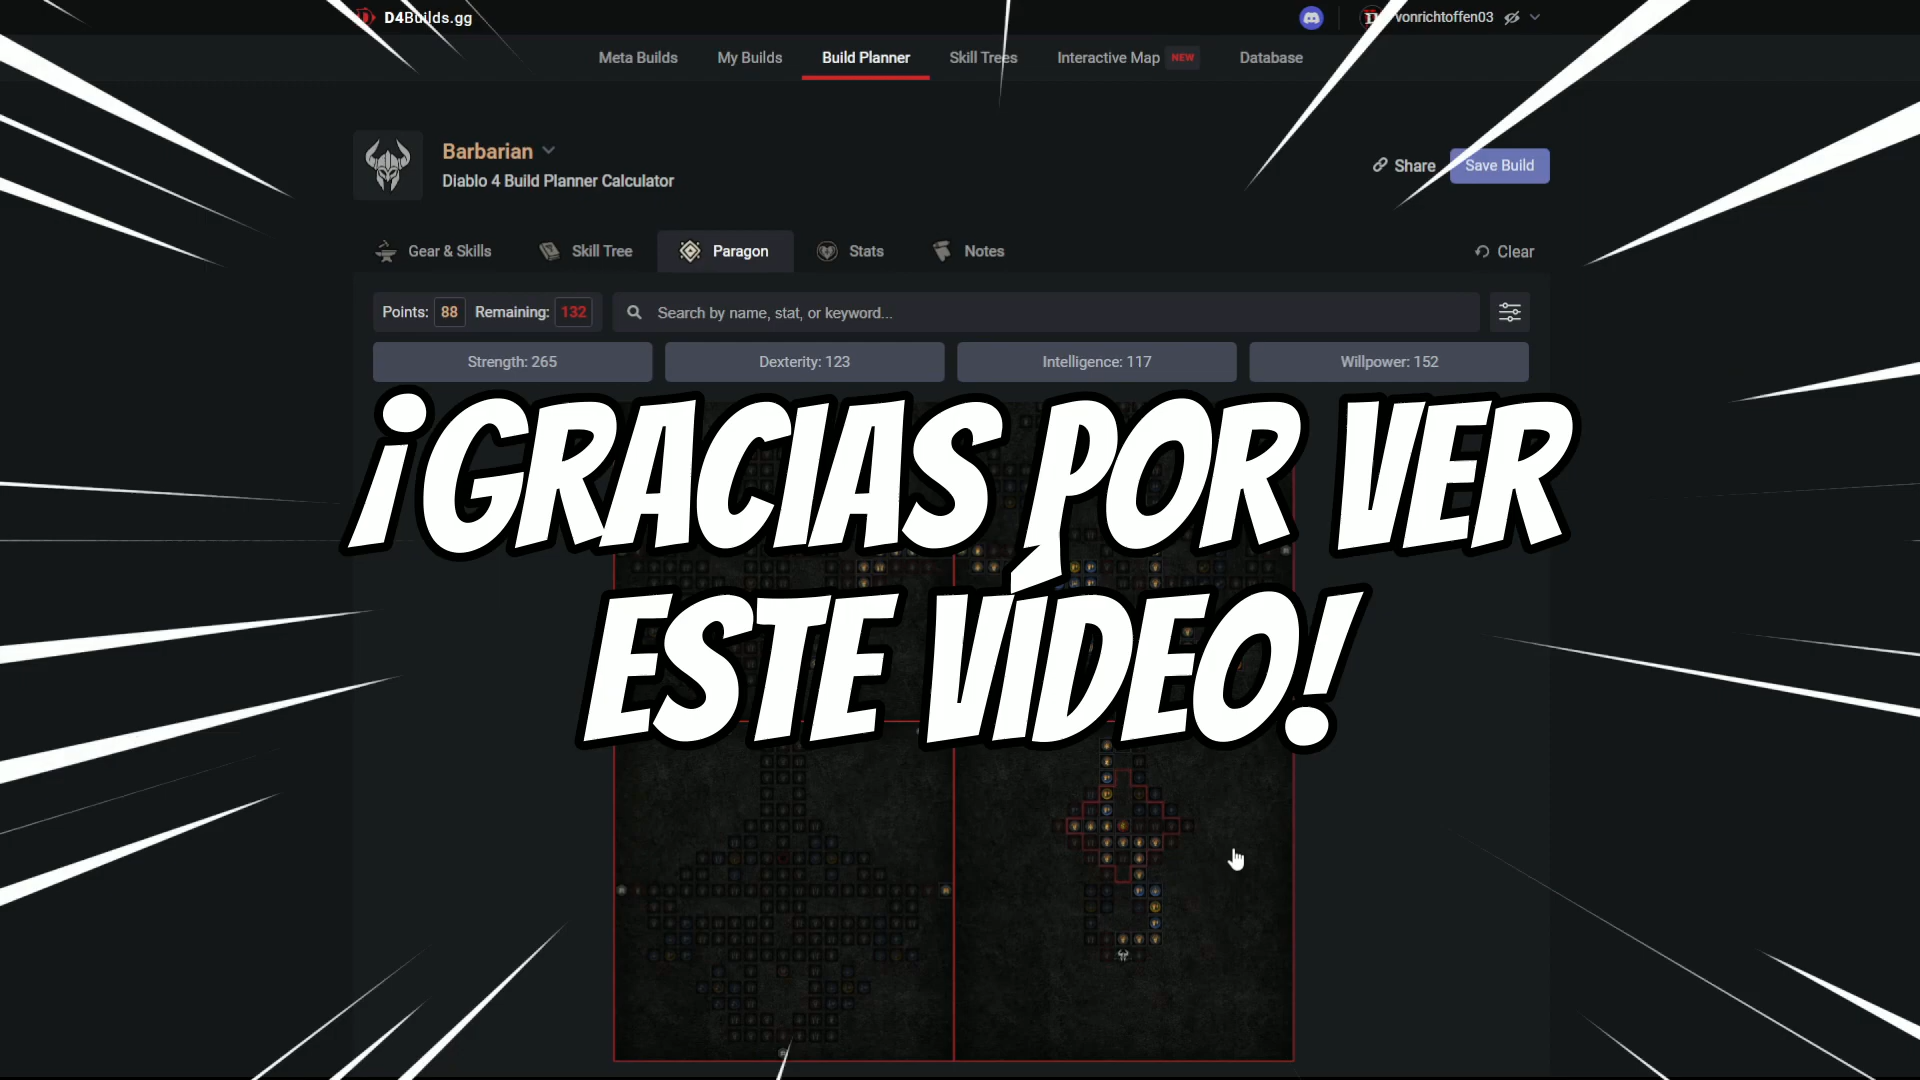 D4Builds.gg
vonrichtoffen03
Meta Builds
My Builds
Build Planner
Skill Trees
Interactive Map NEW
Database
Barbarian
Diablo 4 Build Planner Calculator
Share
Save Build
Gear & Skills
Skill Tree
Paragon
Stats
Notes
Clear
Points: 88 Remaining: 132
Search by name, stat, or keyword...
Strength: 265
Dexterity: 123
Intelligence: 117
Willpower: 152
¡GRACIAS POR VER
ESTE VÍDEO!